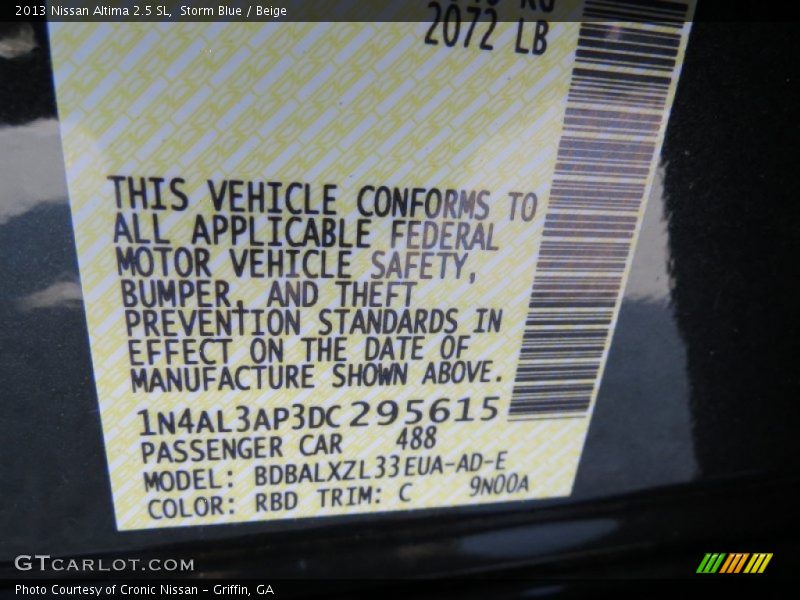 2013 Nissan Altima 2.5 SL, Storm Blue / Beige
2072 LB
THIS VEHICLE CONFORMS TO
ALL APPLICABLE FEDERAL
MOTOR VEHICLE SAFETY,
BUMPER, AND THEFT
PREVENTION STANDARDS IN
EFFECT ON THE DATE OF
MANUFACTURE SHOWN ABOVE.
1N4AL3AP3DC295615
PASSENGER CAR 488
MODEL: BDBALXZL33EUA-AD-E
COLOR: RBD TRIM: C 9N00A
GTCARLOT.COM
Photo Courtesy of Cronic Nissan - Griffin, GA